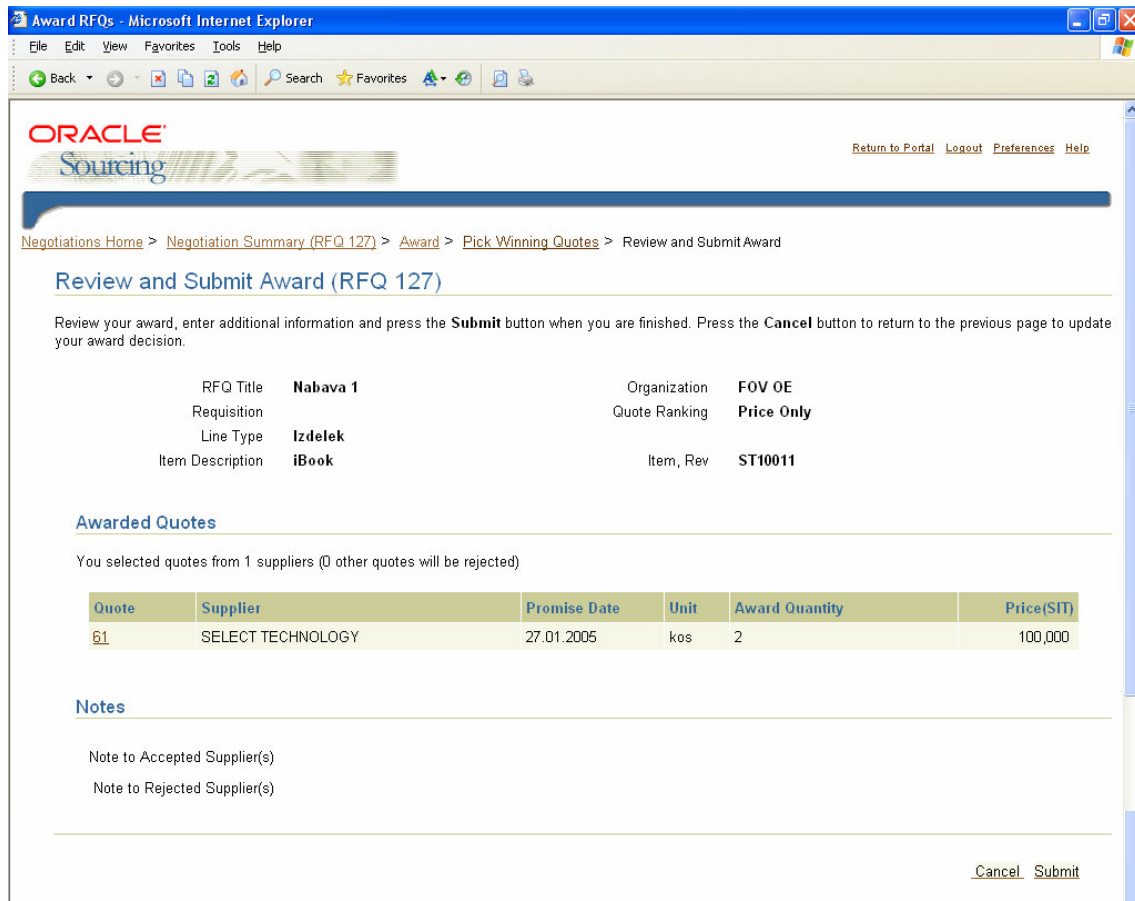 Award RFQs - Microsoft Internet Explorer
File Edit View Favorites Tools Help
Back Search Favorites
ORACLE
Sourcing
Return to Portal Logout Preferences Help
Negotiations Home > Negotiation Summary (RFQ 127) > Award > Pick Winning Quotes > Review and Submit Award
Review and Submit Award (RFQ 127)
Review your award, enter additional information and press the Submit button when you are finished. Press the Cancel button to return to the previous page to update
your award decision.
RFQ Title Nabava 1 Organization FOV OE
Requisition Quote Ranking Price Only
Line Type Izdelek
Item Description iBook Item, Rev ST10011
Awarded Quotes
You selected quotes from 1 suppliers (0 other quotes will be rejected)
Quote Supplier Promise Date Unit Award Quantity Price(SIT)
61 SELECT TECHNOLOGY 27.01.2005 kos 2 100,000
Notes
Note to Accepted Supplier(s)
Note to Rejected Supplier(s)
Cancel Submit